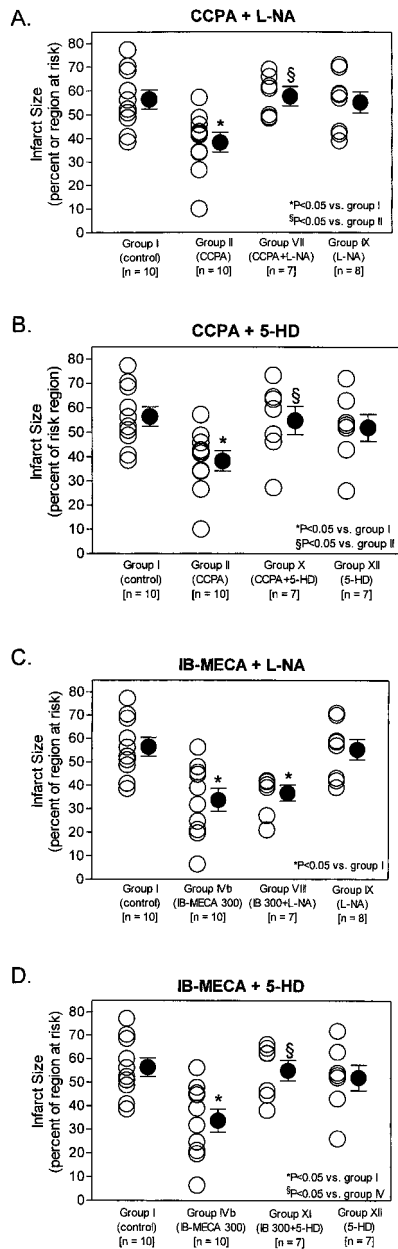 A.
CCPA + L-NA
Infarct Size
(percent or region at risk)
80
70
60
50
40
30
20
10
0
*
§
*P<0.05 vs. group I
§P<0.05 vs. group II
Group I Group II Group VII Group IX
(control) (CCPA) (CCPA+L-NA) (L-NA)
[n = 10] [n = 10] [n = 7] [n = 8]
B.
CCPA + 5-HD
Infarct Size
(percent of risk region)
80
70
60
50
40
30
20
10
0
*
§
*P<0.05 vs. group I
§P<0.05 vs. group II
Group I Group II Group X Group XII
(control) (CCPA) (CCPA+5-HD) (5-HD)
[n = 10] [n = 10] [n = 7] [n = 7]
C.
IB-MECA + L-NA
Infarct Size
(percent of region at risk)
80
70
60
50
40
30
20
10
0
*
*
*P<0.05 vs. group I
Group I Group IVb Group VIII Group IX
(control) (IB-MECA 300) (IB 300+L-NA) (L-NA)
[n = 10] [n = 10] [n = 7] [n = 8]
D.
IB-MECA + 5-HD
Infarct Size
(percent of region at risk)
80
70
60
50
40
30
20
10
0
*
§
*P<0.05 vs. group I
§P<0.05 vs. group IV
Group I Group IVb Group XI Group XII
(control) (IB-MECA 300) (IB 300+5-HD) (5-HD)
[n = 10] [n = 10] [n = 7] [n = 7]